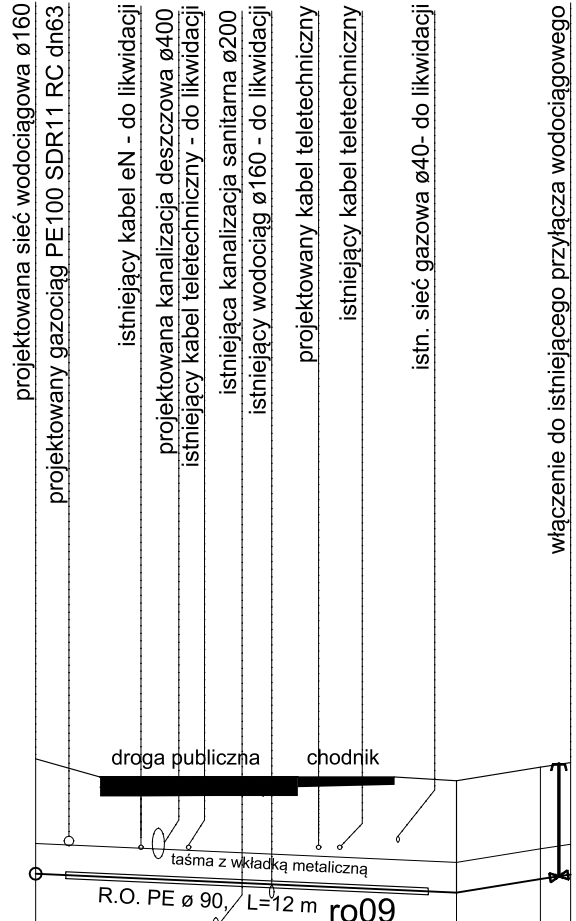 projektowana sieć wodociągowa ø160
projektowany gazociąg PE100 SDR11 RC dn63
istniejący kabel eN - do likwidacji
projektowana kanalizacja deszczowa ø400
istniejący kabel teletechniczny - do likwidacji
istniejąca kanalizacja sanitarna ø200
istniejący wodociąg ø160 - do likwidacji
projektowany kabel teletechniczny
istniejący kabel teletechniczny
istn. sieć gazowa ø40- do likwidacji
włączenie do istniejącego przyłącza wodociągowego
droga publiczna
chodnik
taśma z wkładką metaliczną
R.O. PE ø 90, L=12 m
ro09